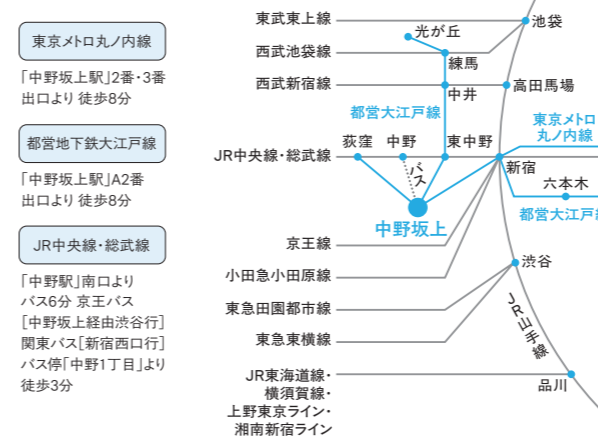 東京メトロ丸ノ内線
「中野坂上駅」2番・3番
出口より 徒歩8分
都営地下鉄大江戸線
「中野坂上駅」A2番
出口より 徒歩8分
JR中央線・総武線
「中野駅」南口より
バス6分 京王バス
[中野坂上経由渋谷行]
関東バス[新宿西口行]
バス停「中野1丁目」より
徒歩3分
東武東上線
池袋
光が丘
西武池袋線
練馬
西武新宿線
中井
高田馬場
都営大江戸線
東京メトロ
丸ノ内線
荻窪
中野
東中野
JR中央線・総武線
新宿
バス
六本木
中野坂上
都営大江戸
京王線
小田急小田原線
渋谷
東急田園都市線
JR山手線
東急東横線
JR東海道線・
横須賀線・
上野東京ライン・
湘南新宿ライン
品川